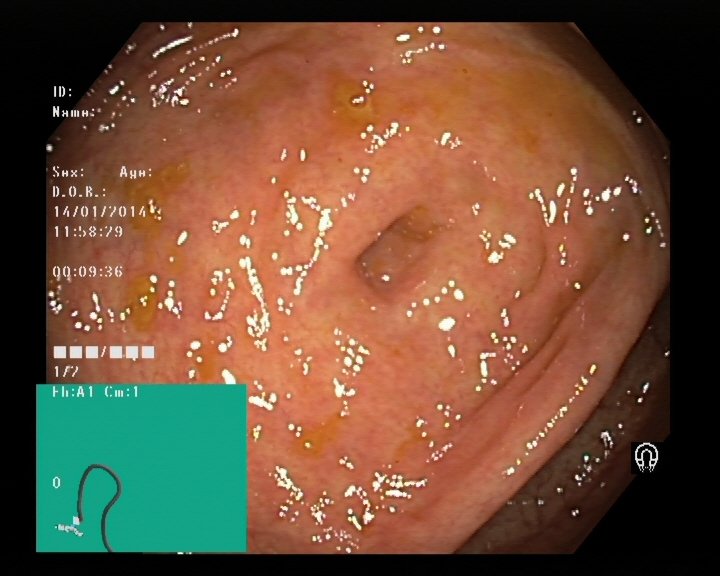 ID:
Name:
Sex: Age:
D.O.B.:
14/01/2014
11:58:29
00:09:36
■■■/■■■
1/2
Eh:A1 Cm:1
0